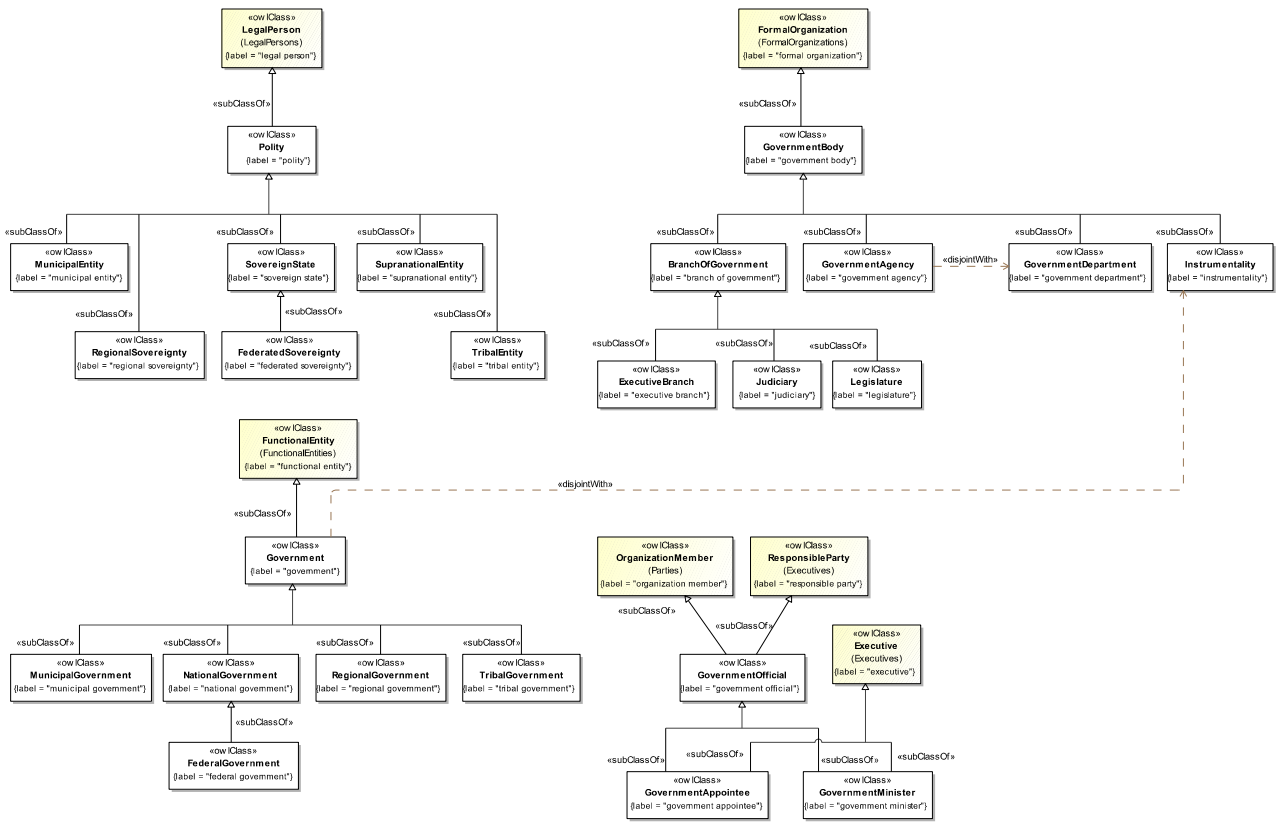 «owlClass»
LegalPerson
(LegalPersons)
{label = "legal person"}
«subClassOf»
«owlClass»
Polity
{label = "polity"}
«subClassOf»
«subClassOf»
«subClassOf»
«owlClass»
MunicipalEntity
{label = "municipal entity"}
«owlClass»
SovereignState
{label = "sovereign state"}
«owlClass»
SupranationalEntity
{label = "supranational entity"}
«subClassOf»
«subClassOf»
«subClassOf»
«owlClass»
RegionalSovereignty
{label = "regional sovereignty"}
«owlClass»
FederatedSovereignty
{label = "federated sovereignty"}
«owlClass»
TribalEntity
{label = "tribal entity"}
«owlClass»
FormalOrganization
(FormalOrganizations)
{label = "formal organization"}
«subClassOf»
«owlClass»
GovernmentBody
{label = "government body"}
«subClassOf»
«subClassOf»
«subClassOf»
«subClassOf»
«owlClass»
BranchOfGovernment
{label = "branch of government"}
«owlClass»
GovernmentAgency
{label = "government agency"}
«disjointWith»
«owlClass»
GovernmentDepartment
{label = "government department"}
«owlClass»
Instrumentality
{label = "instrumentality"}
«subClassOf»
«subClassOf»
«subClassOf»
«owlClass»
ExecutiveBranch
{label = "executive branch"}
«owlClass»
Judiciary
{label = "judiciary"}
«owlClass»
Legislature
{label = "legislature"}
«owlClass»
FunctionalEntity
(FunctionalEntities)
{label = "functional entity"}
«disjointWith»
«subClassOf»
«owlClass»
Government
{label = "government"}
«subClassOf»
«subClassOf»
«subClassOf»
«subClassOf»
«owlClass»
MunicipalGovernment
{label = "municipal government"}
«owlClass»
NationalGovernment
{label = "national government"}
«owlClass»
RegionalGovernment
{label = "regional government"}
«owlClass»
TribalGovernment
{label = "tribal government"}
«subClassOf»
«owlClass»
FederalGovernment
{label = "federal government"}
«owlClass»
OrganizationMember
(Parties)
{label = "organization member"}
«owlClass»
ResponsibleParty
(Executives)
{label = "responsible party"}
«subClassOf»
«subClassOf»
«owlClass»
Executive
(Executives)
{label = "executive"}
«owlClass»
GovernmentOfficial
{label = "government official"}
«subClassOf»
«subClassOf»
«subClassOf»
«subClassOf»
«owlClass»
GovernmentAppointee
{label = "government appointee"}
«owlClass»
GovernmentMinister
{label = "government minister"}